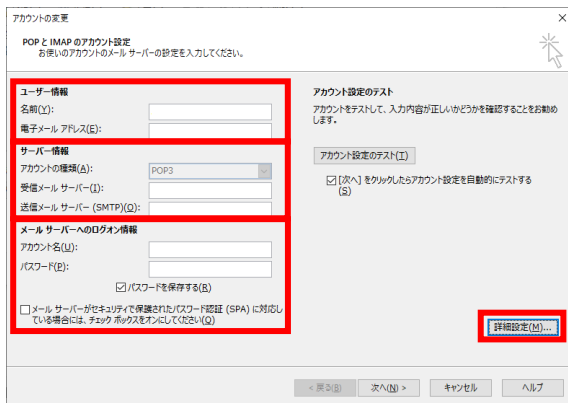 アカウントの変更
POP と IMAP のアカウント設定
お使いのアカウントのメール サーバーの設定を入力してください。
ユーザー情報
名前(Y):
電子メール アドレス(E):
サーバー情報
アカウントの種類(A):
POP3
受信メール サーバー(I):
送信メール サーバー (SMTP)(O):
メール サーバーへのログオン情報
アカウント名(U):
パスワード(P):
パスワードを保存する(R)
メール サーバーがセキュリティで保護されたパスワード認証 (SPA) に対応し
ている場合には、チェック ボックスをオンにしてください(Q)
アカウント設定のテスト
アカウントをテストして、入力内容が正しいかどうかを確認することをお勧め
します。
アカウント設定のテスト(T)
[次へ] をクリックしたらアカウント設定を自動的にテストする
(S)
詳細設定(M)...
< 戻る(B)
次へ(N) >
キャンセル
ヘルプ